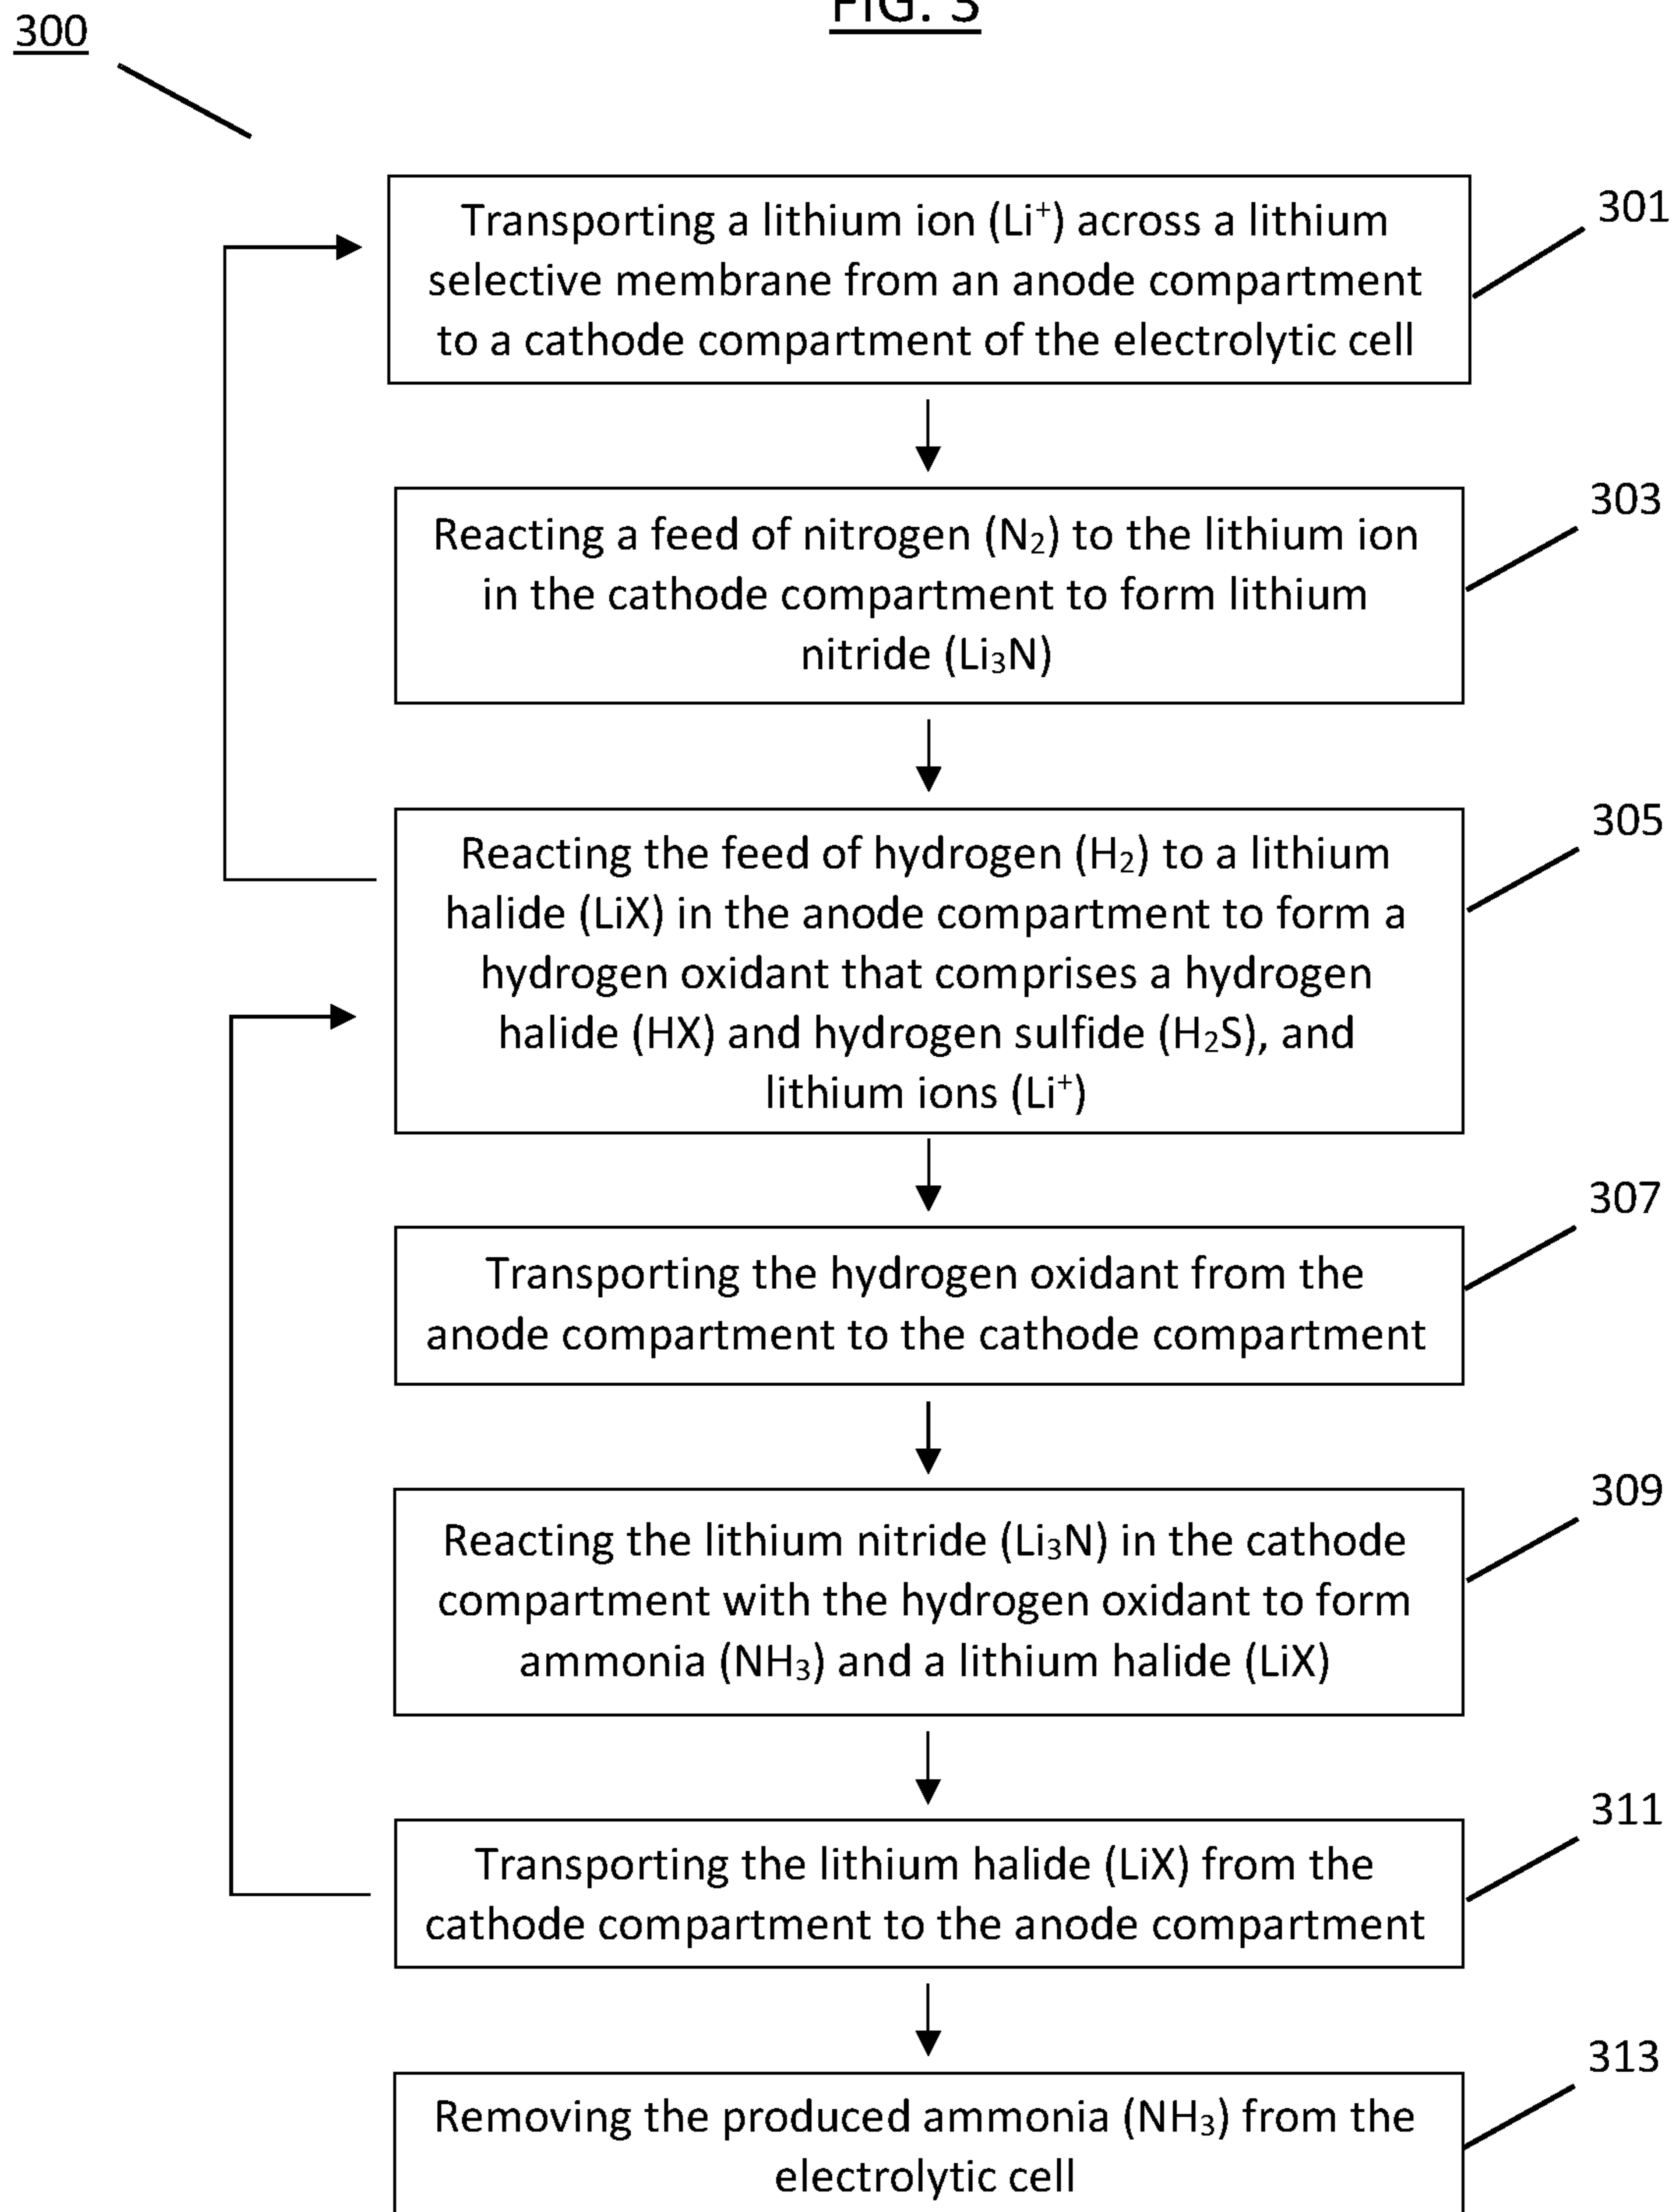 FIG. 3
300
Transporting a lithium ion (Li⁺) across a lithium
selective membrane from an anode compartment
to a cathode compartment of the electrolytic cell
301
Reacting a feed of nitrogen (N₂) to the lithium ion
in the cathode compartment to form lithium
nitride (Li₃N)
303
Reacting the feed of hydrogen (H₂) to a lithium
halide (LiX) in the anode compartment to form a
hydrogen oxidant that comprises a hydrogen
halide (HX) and hydrogen sulfide (H₂S), and
lithium ions (Li⁺)
305
Transporting the hydrogen oxidant from the
anode compartment to the cathode compartment
307
Reacting the lithium nitride (Li₃N) in the cathode
compartment with the hydrogen oxidant to form
ammonia (NH₃) and a lithium halide (LiX)
309
Transporting the lithium halide (LiX) from the
cathode compartment to the anode compartment
311
Removing the produced ammonia (NH₃) from the
electrolytic cell
313